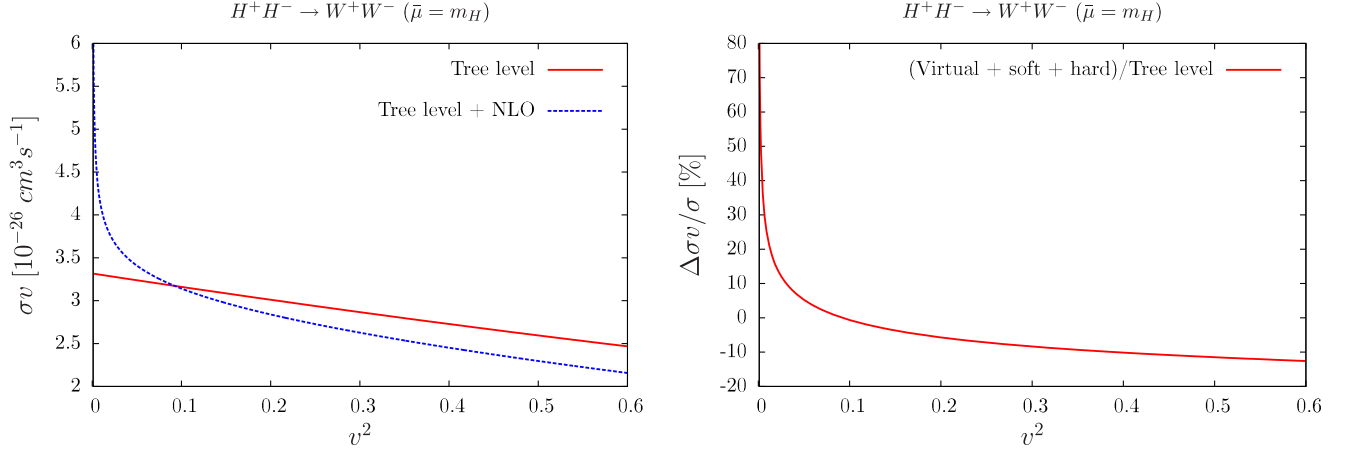 H⁺H⁻ → W⁺W⁻ (μ̄ = m_H)
σv [10⁻²⁶ cm³s⁻¹]
6
5.5
5
4.5
4
3.5
3
2.5
2
Tree level
Tree level + NLO
0 0.1 0.2 0.3 0.4 0.5 0.6
v²
H⁺H⁻ → W⁺W⁻ (μ̄ = m_H)
Δσv/σ [%]
80
70
60
50
40
30
20
10
0
-10
-20
(Virtual + soft + hard)/Tree level
0 0.1 0.2 0.3 0.4 0.5 0.6
v²